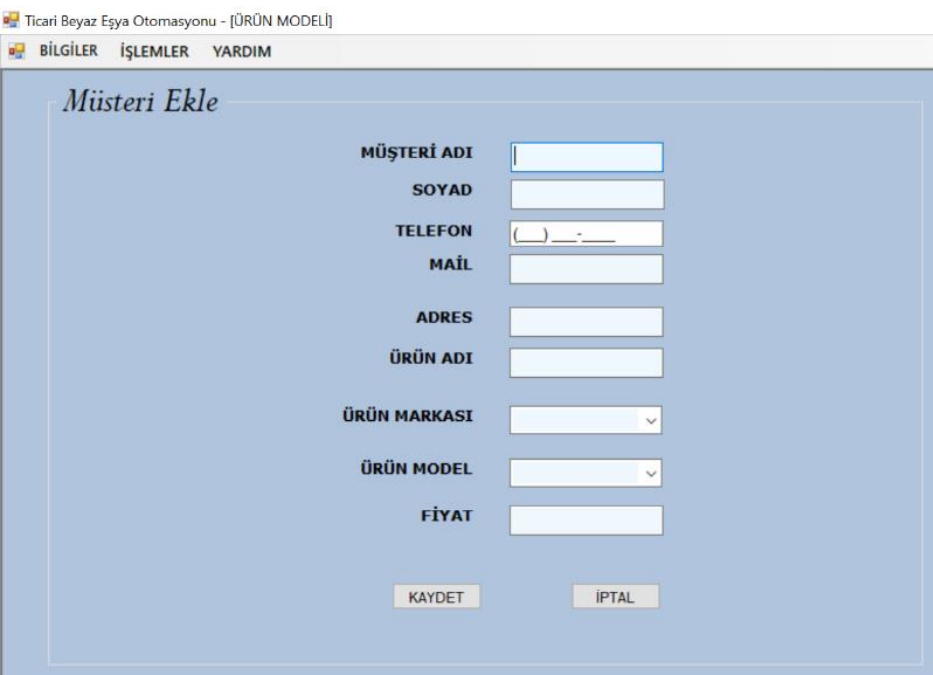 Ticari Beyaz Eşya Otomasyonu - [ÜRÜN MODELİ]
BİLGİLER İŞLEMLER YARDIM
Müsteri Ekle
MÜŞTERİ ADI
SOYAD
TELEFON (___) ___-____
MAİL
ADRES
ÜRÜN ADI
ÜRÜN MARKASI
ÜRÜN MODEL
FİYAT
KAYDET İPTAL